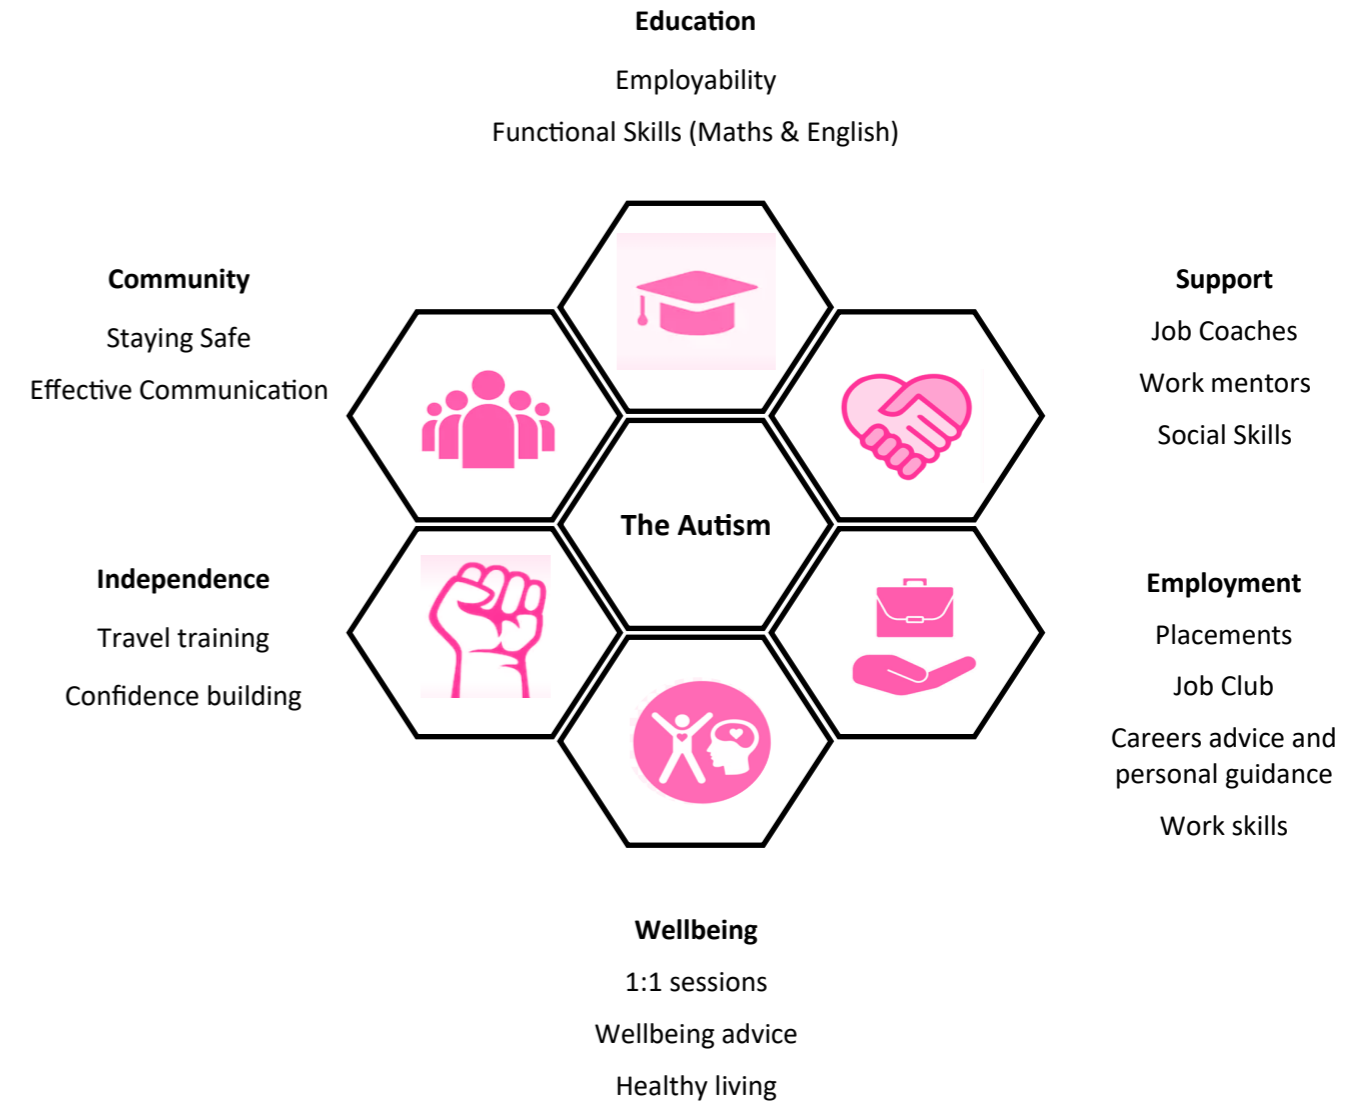 Education
Employability
Functional Skills (Maths & English)
Community
Staying Safe
Effective Communication
Support
Job Coaches
Work mentors
Social Skills
The Autism
Independence
Travel training
Confidence building
Employment
Placements
Job Club
Careers advice and
personal guidance
Work skills
Wellbeing
1:1 sessions
Wellbeing advice
Healthy living